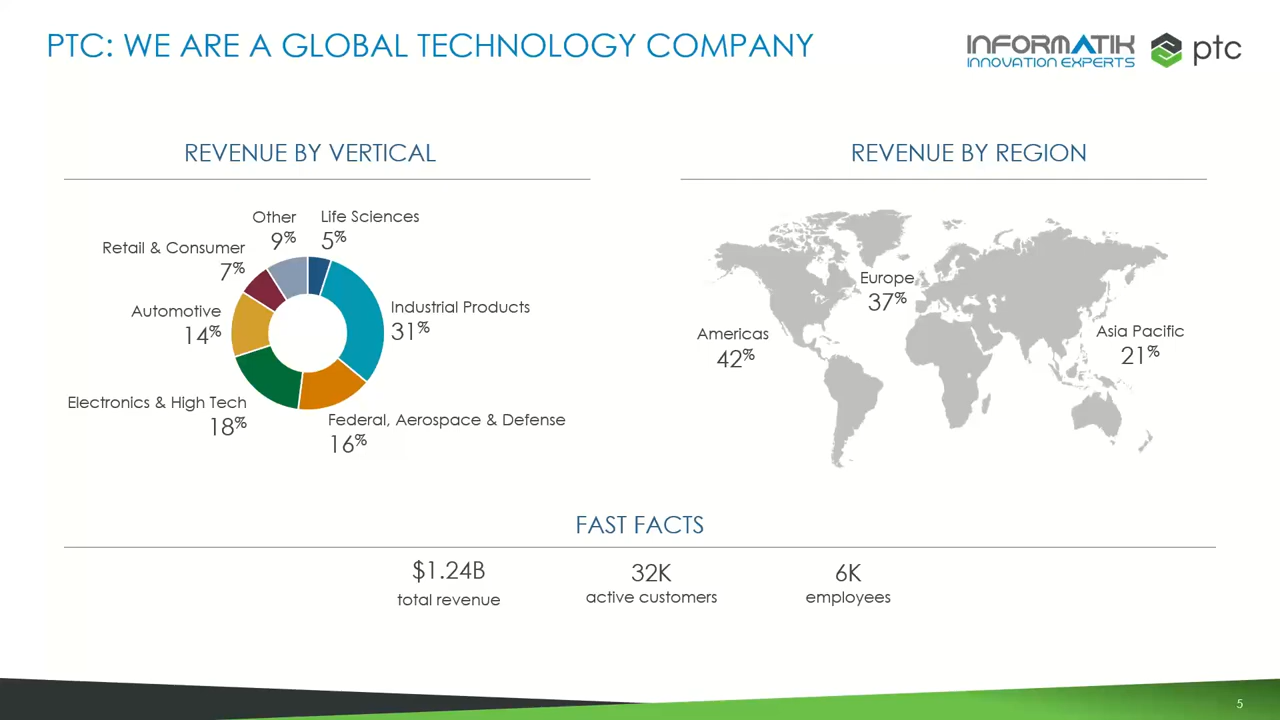 PTC: WE ARE A GLOBAL TECHNOLOGY COMPANY
INFORMATIK
INNOVATION EXPERTS
ptc
REVENUE BY VERTICAL
Other
9%
Life Sciences
5%
Retail & Consumer
7%
Automotive
14%
Industrial Products
31%
Electronics & High Tech
18%
Federal, Aerospace & Defense
16%
REVENUE BY REGION
Europe
37%
Americas
42%
Asia Pacific
21%
FAST FACTS
$1.24B
total revenue
32K
active customers
6K
employees
5